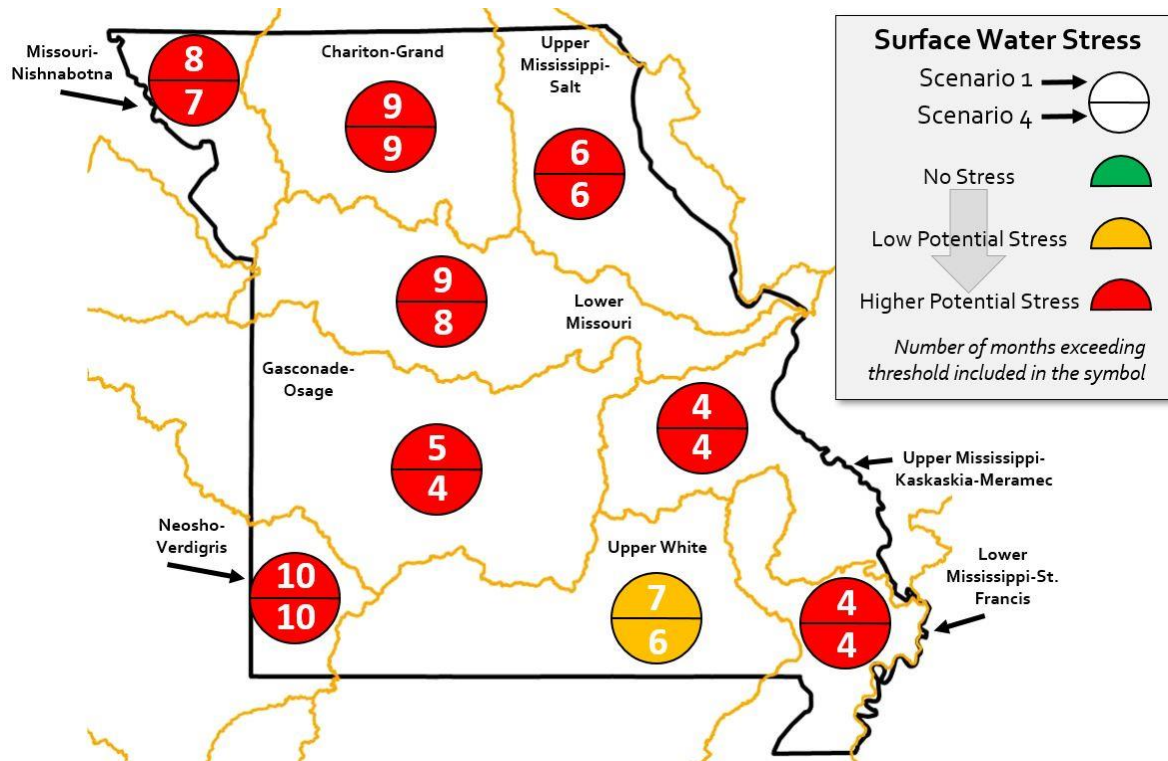 Missouri-
Nishnabotna
8
7
Chariton-Grand
9
9
Upper
Mississippi-
Salt
6
6
Surface Water Stress
Scenario 1
Scenario 4
No Stress
Low Potential Stress
Higher Potential Stress
Number of months exceeding
threshold included in the symbol
9
8
Lower
Missouri
Gasconade-
Osage
5
4
4
4
Upper Mississippi-
Kaskaskia-Meramec
Neosho-
Verdigris
10
10
Upper White
7
6
4
4
Lower
Mississippi-St.
Francis